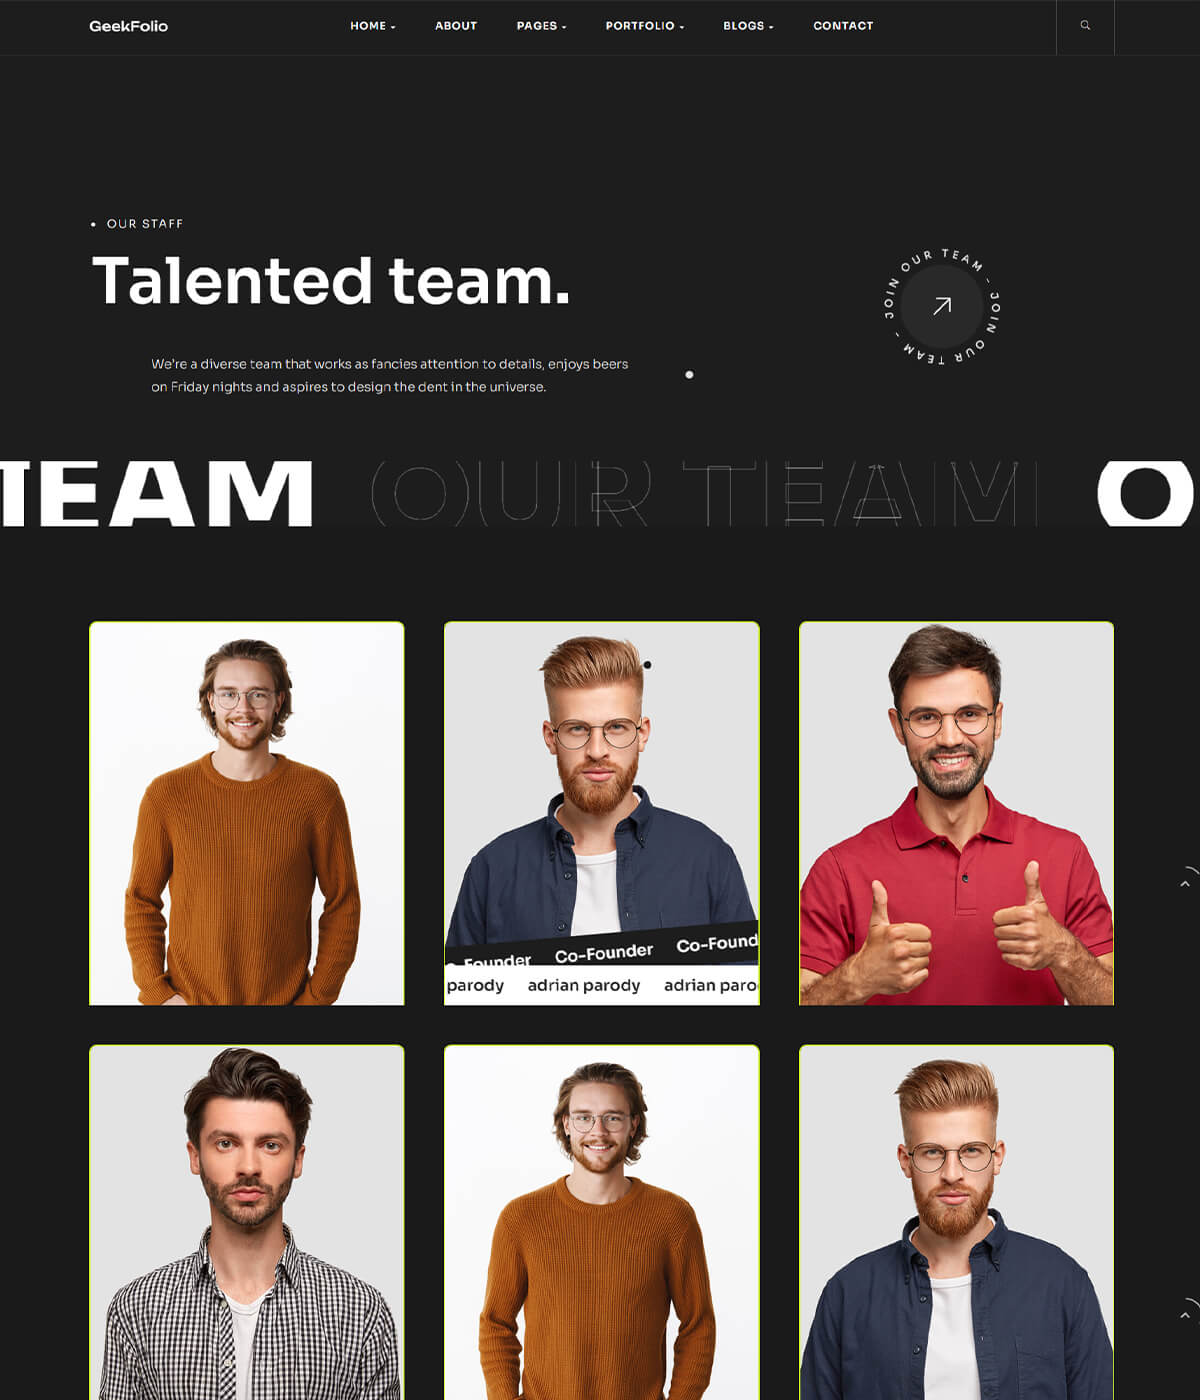 GeekFolio
HOME
ABOUT
PAGES
PORTFOLIO
BLOGS
CONTACT
OUR STAFF
Talented team.
JOIN OUR TEAM - JOIN OUR TEAM -
We're a diverse team that works as fancies attention to details, enjoys beers
on Friday nights and aspires to design the dent in the universe.
TEAM OUR TEAM O
Co-Founder Co-Found
parody adrian parody adrian paro